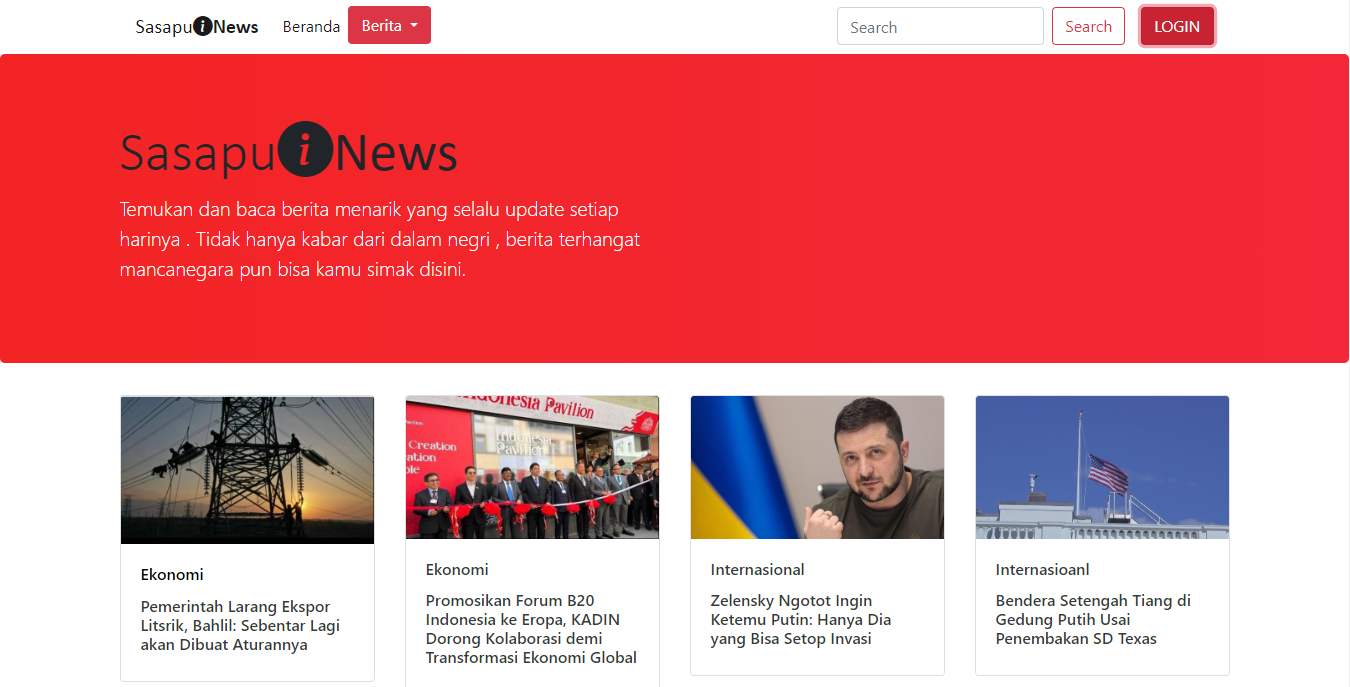 SasapuiNews Beranda Berita Search Search LOGIN
SasapuiNews
Temukan dan baca berita menarik yang selalu update setiap
harinya . Tidak hanya kabar dari dalam negri , berita terhangat
mancanegara pun bisa kamu simak disini.
Indonesia Pavilion
Creation
Indonesia
Pavilion
Ekonomi
Pemerintah Larang Ekspor
Litsrik, Bahlil: Sebentar Lagi
akan Dibuat Aturannya
Ekonomi
Promosikan Forum B20
Indonesia ke Eropa, KADIN
Dorong Kolaborasi demi
Transformasi Ekonomi Global
Internasional
Zelensky Ngotot Ingin
Ketemu Putin: Hanya Dia
yang Bisa Setop Invasi
Internasioanl
Bendera Setengah Tiang di
Gedung Putih Usai
Penembakan SD Texas